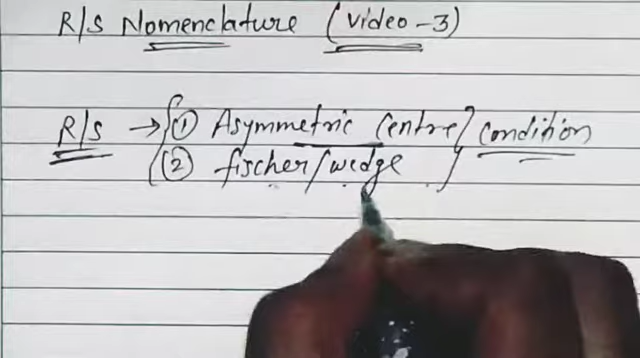 R/S Nomenclature (Video-3)
R/S → (1) Asymmetric Centre condition
(2) fischer/wedge